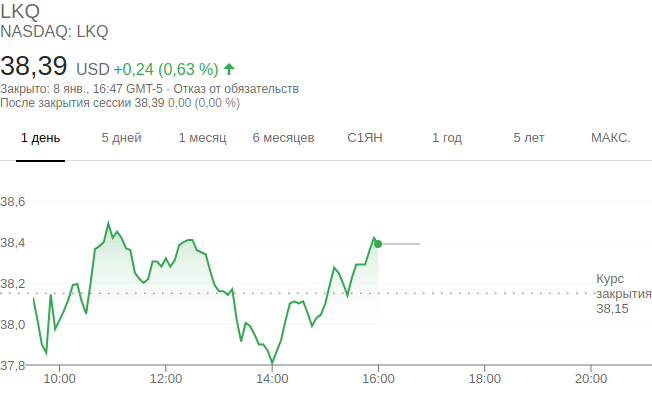 LKQ
NASDAQ: LKQ
38,39 USD +0,24 (0,63 %)
Закрыто: 8 янв., 16:47 GMT-5 · Отказ от обязательств
После закрытия сессии 38,39 0,00 (0,00 %)
1 день 5 дней 1 месяц 6 месяцев С1ЯН 1 год 5 лет МАКС.
38,6
38,4
38,2
38,0
37,8
Курс
закрытия
38,15
10:00 12:00 14:00 16:00 18:00 20:00